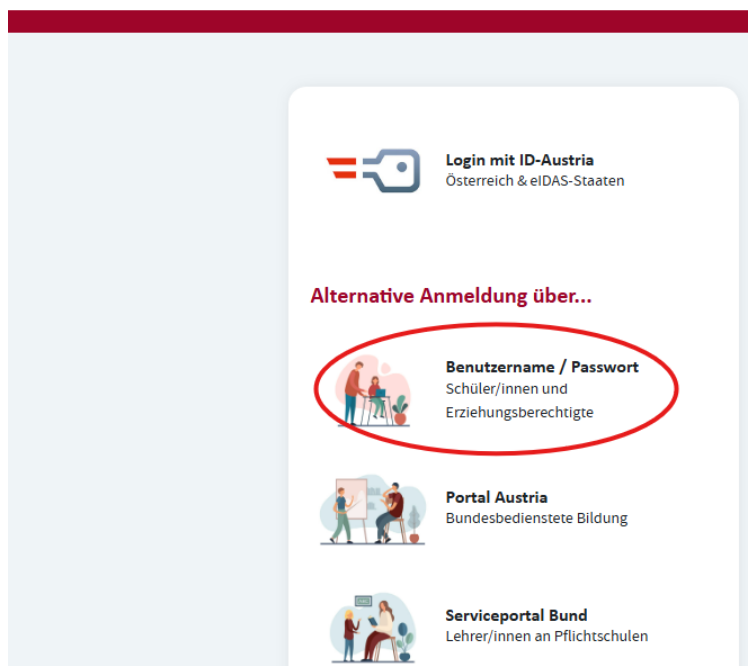 Login mit ID-Austria
Österreich & eIDAS-Staaten
Alternative Anmeldung über...
Benutzername / Passwort
Schüler/innen und
Erziehungsberechtigte
Portal Austria
Bundesbedienstete Bildung
Serviceportal Bund
Lehrer/innen an Pflichtschulen